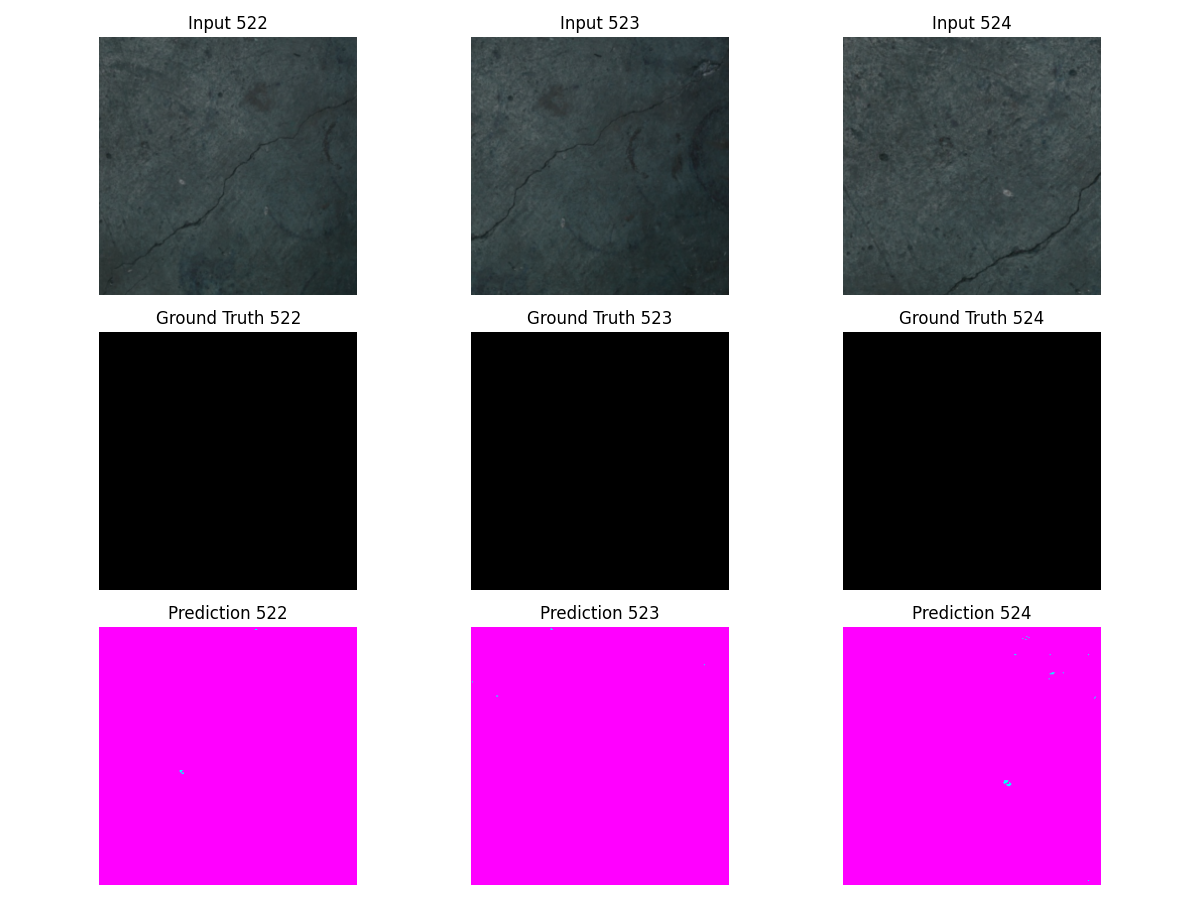 Input 522
Input 523
Input 524
Ground Truth 522
Ground Truth 523
Ground Truth 524
Prediction 522
Prediction 523
Prediction 524